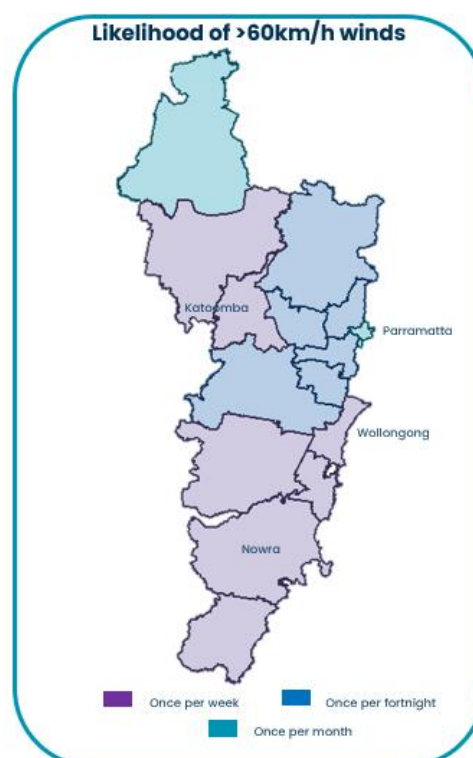 Likelihood of >60km/h winds
Katoomba
Parramatta
Wollongong
Nowra
Once per week
Once per fortnight
Once per month